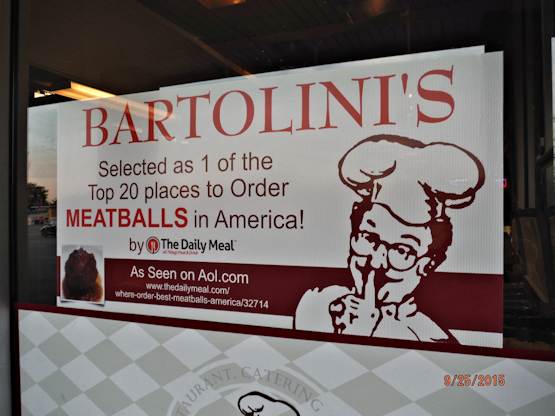 BARTOLINI'S
Selected as 1 of the
Top 20 places to Order
MEATBALLS in America!
by The Daily Meal
As Seen on Aol.com
www.thedailymeal.com/
where-order-best-meatballs-america/32714
RESTAURANT, CATERING
9/25/2015